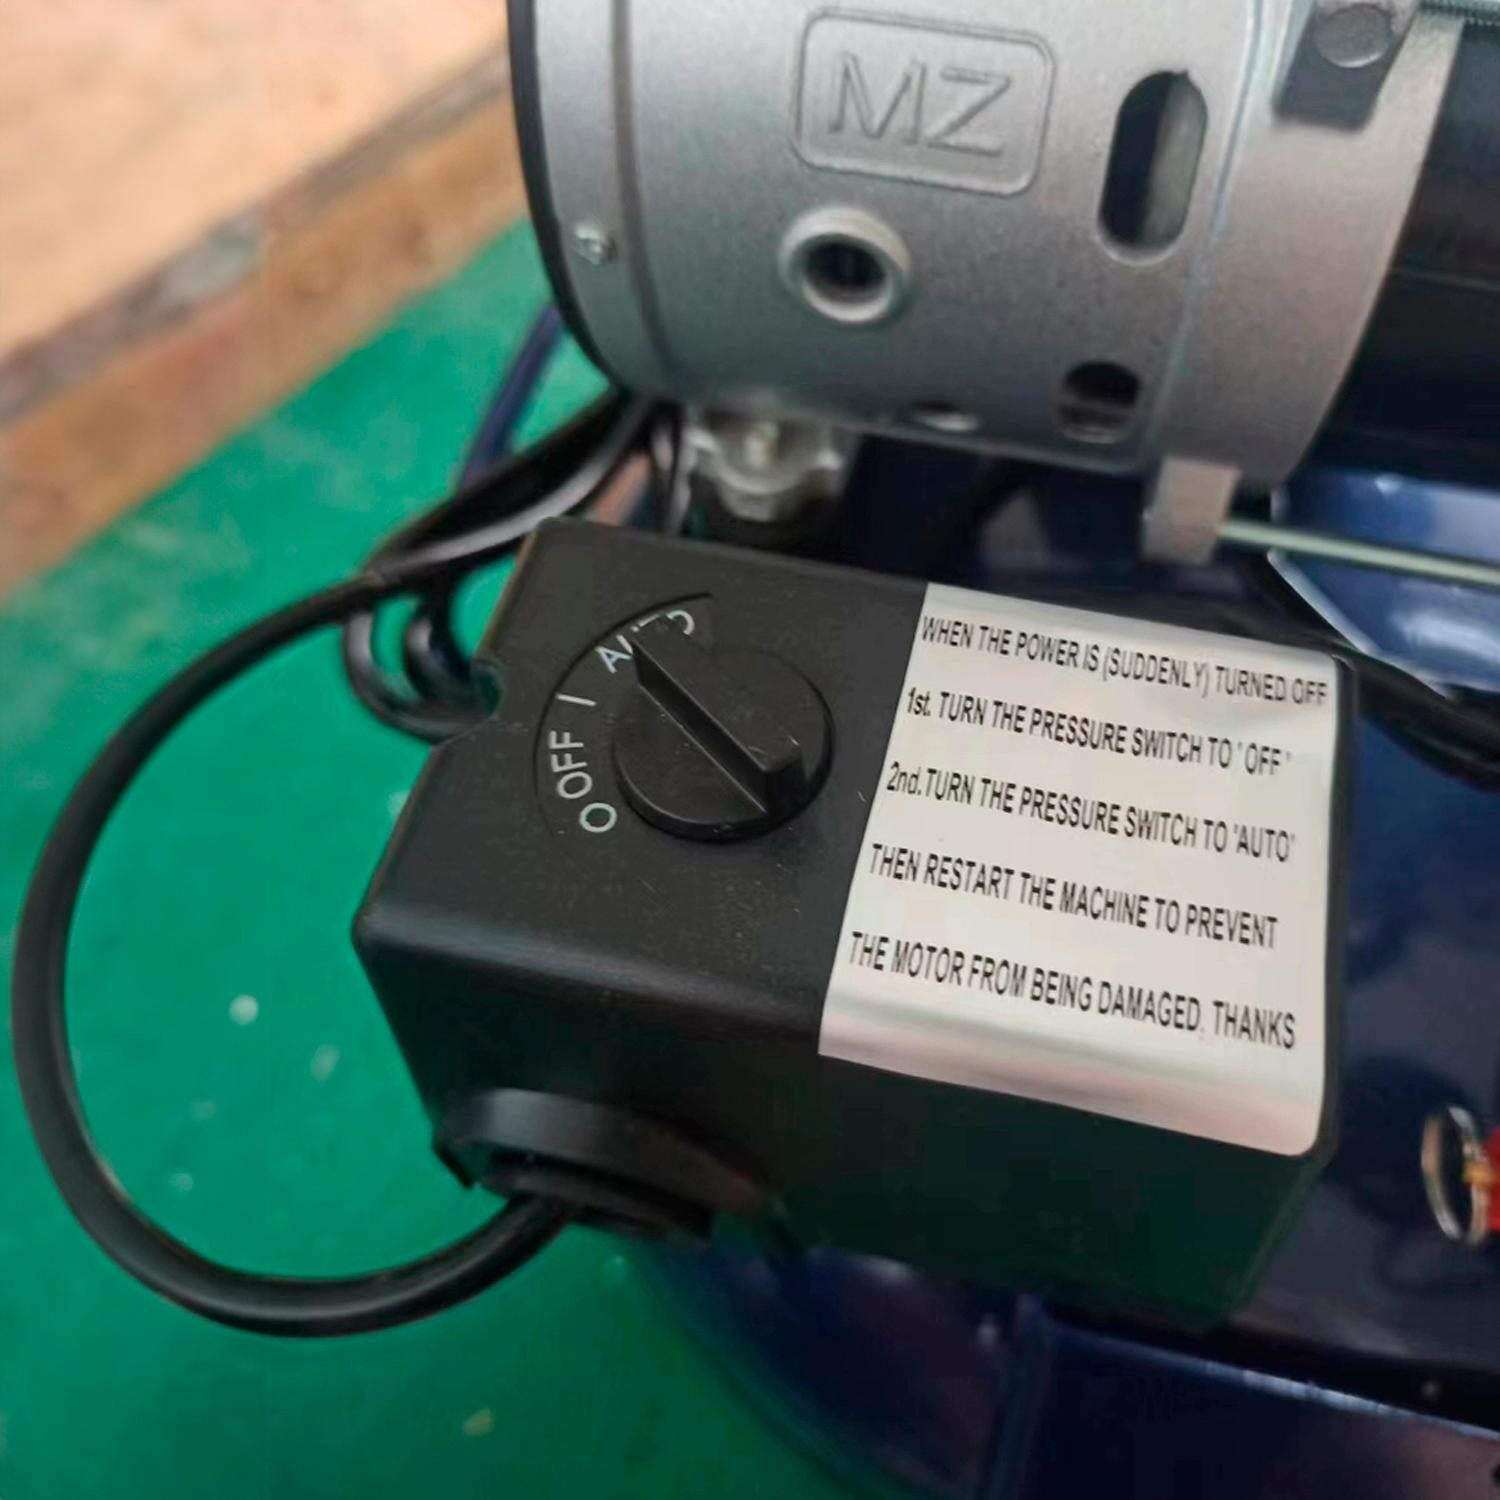 MZ
AUTO
OFF I
O
WHEN THE POWER IS (SUDDENLY) TURNED OFF
1st. TURN THE PRESSURE SWITCH TO 'OFF'
2nd.TURN THE PRESSURE SWITCH TO 'AUTO'
THEN RESTART THE MACHINE TO PREVENT
THE MOTOR FROM BEING DAMAGED. THANKS